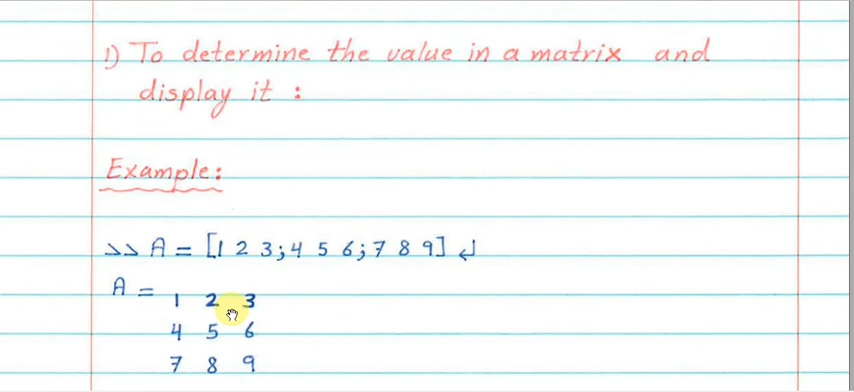 1) To determine the value in a matrix and
display it :
Example:
>> A = [1 2 3;4 5 6;7 8 9] ↲
A =
1 2 3
4 5 6
7 8 9